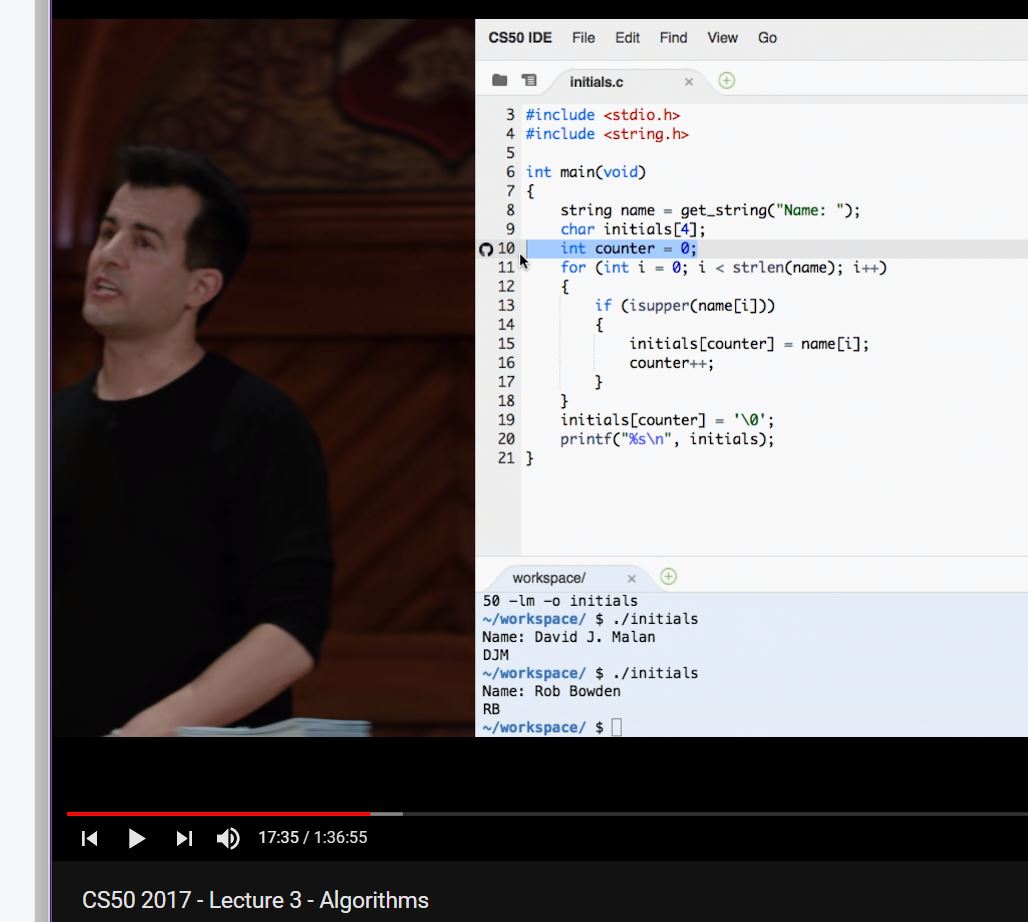 CS50 IDE File Edit Find View Go
initials.c
3 #include <stdio.h>
4 #include <string.h>
5
6 int main(void)
7 {
8 string name = get_string("Name: ");
9 char initials[4];
10 int counter = 0;
11 for (int i = 0; i < strlen(name); i++)
12 {
13 if (isupper(name[i]))
14 {
15 initials[counter] = name[i];
16 counter++;
17 }
18 }
19 initials[counter] = '\0';
20 printf("%s\n", initials);
21 }
workspace/
50 -lm -o initials
~/workspace/ $ ./initials
Name: David J. Malan
DJM
~/workspace/ $ ./initials
Name: Rob Bowden
RB
~/workspace/ $
17:35 / 1:36:55
CS50 2017 - Lecture 3 - Algorithms